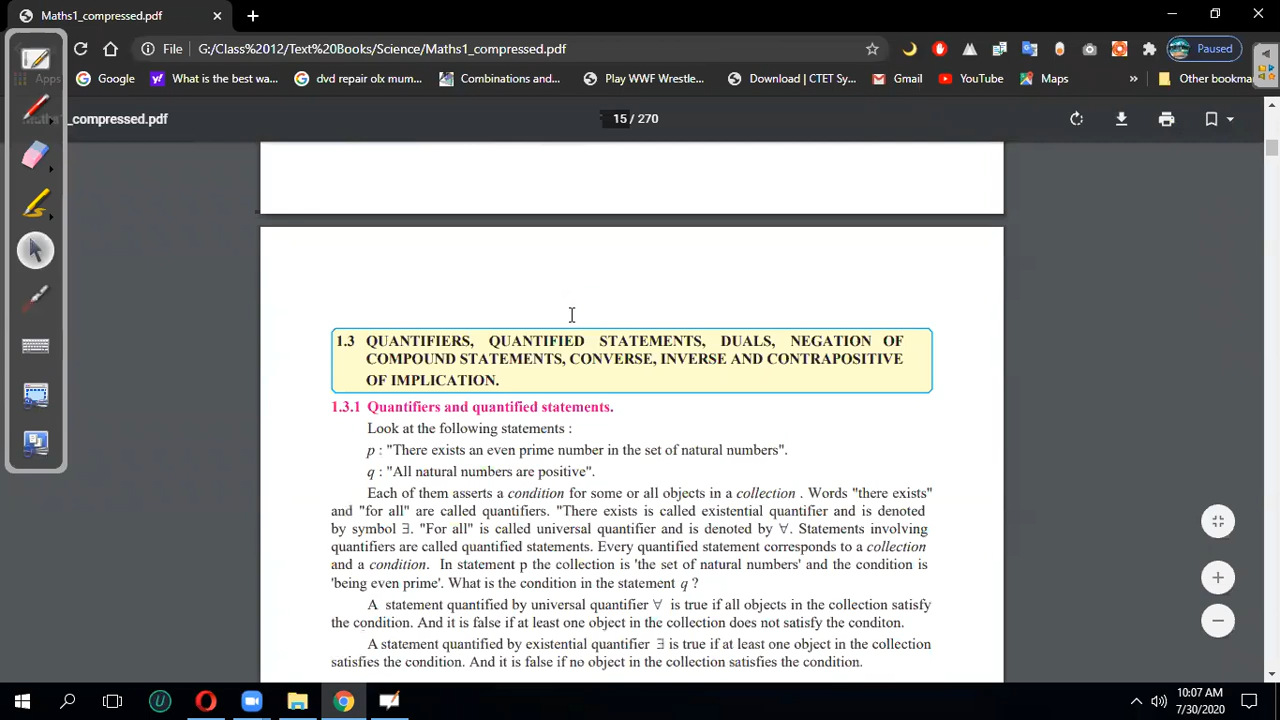 Maths1_compressed.pdf
File
G:/Class%2012/Text%20Books/Science/Maths1_compressed.pdf
Paused
Apps
Google
What is the best wa...
dvd repair olx mum...
Combinations and...
Play WWF Wrestle...
Download | CTET Sy...
Gmail
YouTube
Maps
»
Other bookma
_compressed.pdf
15 / 270
1.3 QUANTIFIERS, QUANTIFIED STATEMENTS, DUALS, NEGATION OF
COMPOUND STATEMENTS, CONVERSE, INVERSE AND CONTRAPOSITIVE
OF IMPLICATION.
1.3.1 Quantifiers and quantified statements.
Look at the following statements :
p : "There exists an even prime number in the set of natural numbers".
q : "All natural numbers are positive".
Each of them asserts a condition for some or all objects in a collection . Words "there exists"
and "for all" are called quantifiers. "There exists is called existential quantifier and is denoted
by symbol ∃. "For all" is called universal quantifier and is denoted by ∀. Statements involving
quantifiers are called quantified statements. Every quantified statement corresponds to a collection
and a condition. In statement p the collection is 'the set of natural numbers' and the condition is
'being even prime'. What is the condition in the statement q ?
A statement quantified by universal quantifier ∀ is true if all objects in the collection satisfy
the condition. And it is false if at least one object in the collection does not satisfy the conditon.
A statement quantified by existential quantifier ∃ is true if at least one object in the collection
satisfies the condition. And it is false if no object in the collection satisfies the condition.
10:07 AM
7/30/2020